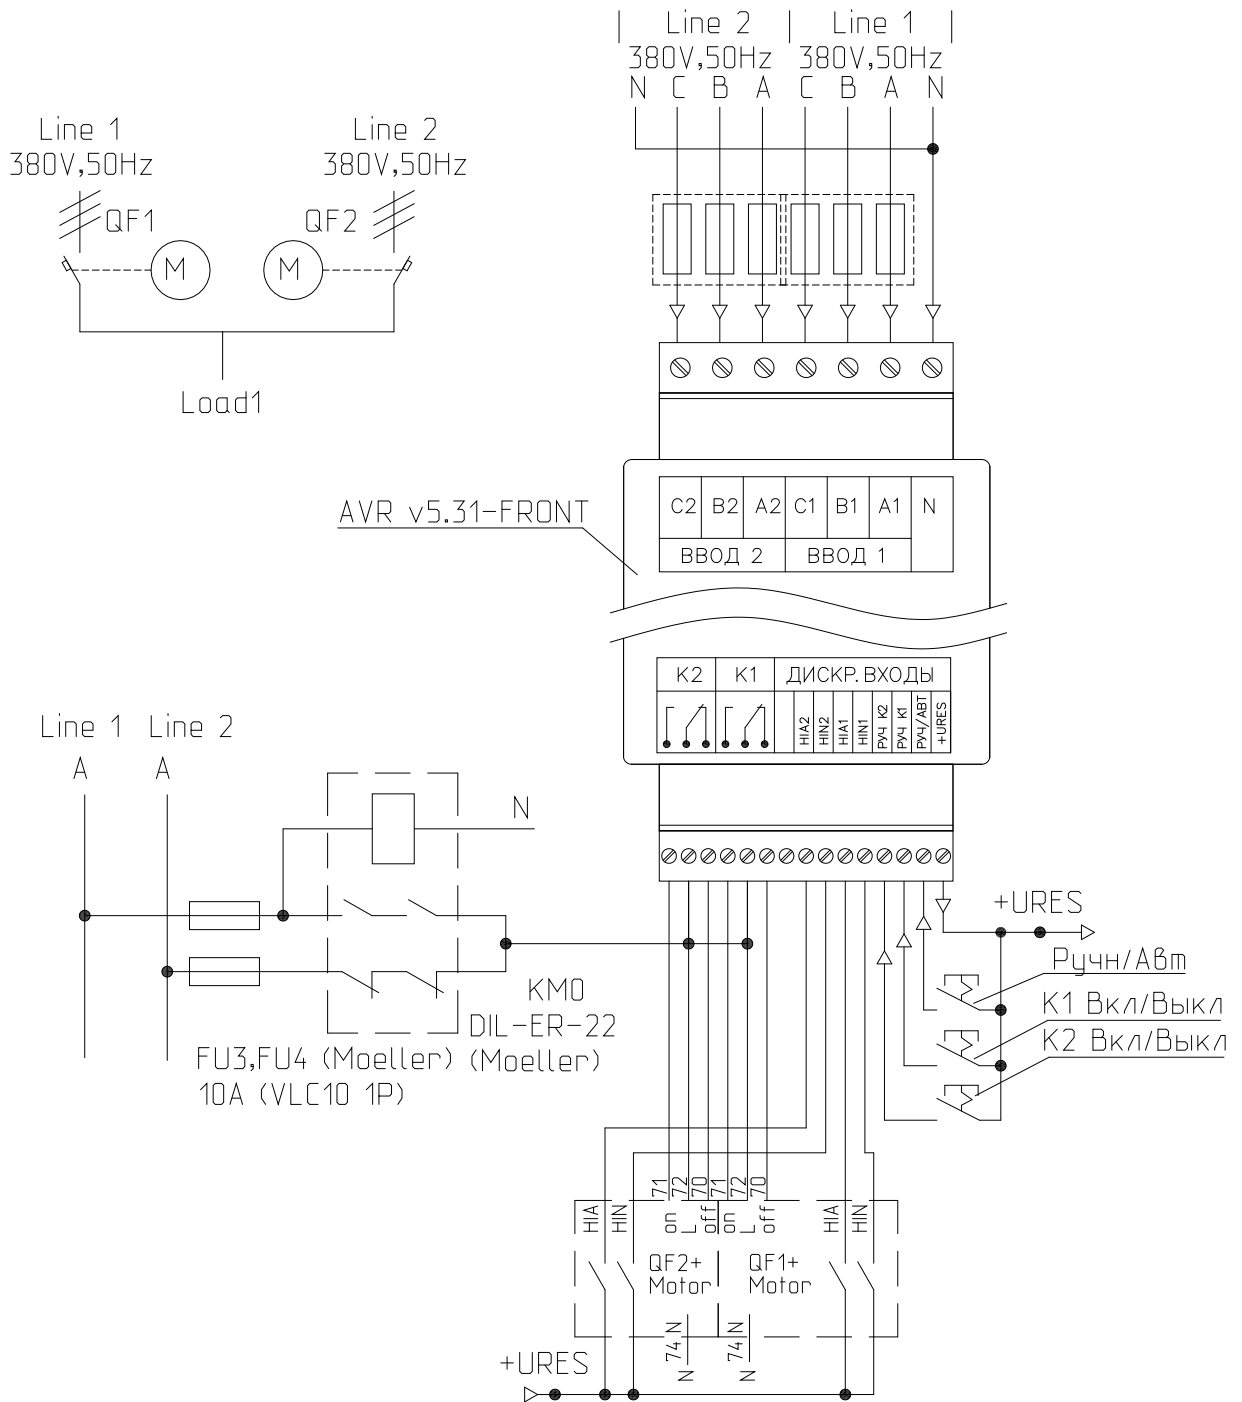 Line 2 Line 1
380V,50Hz 380V,50Hz
N C B A C B A N
Line 1 Line 2
380V,50Hz 380V,50Hz
QF1 QF2
M M
Load1
AVR v5.31-FRONT
C2 B2 A2 C1 B1 A1 N
ВВОД 2 ВВОД 1
K2 K1 ДИСКР. ВХОДЫ
HIA2 HIN2 HIA1 HIN1 РУЧ K2 РУЧ K1 РУЧ/АВТ +URES
Line 1 Line 2
A A
N
+URES
Ручн/Авт
К1 Вкл/Выкл
К2 Вкл/Выкл
KM0
DIL-ER-22
(Moeller)
FU3,FU4 (Moeller)
10A (VLC10 1P)
71 72 70 71 72 70
HIA HIN on L off on L off HIA HIN
QF2+
Motor
QF1+
Motor
74 N 74 N
N N
+URES